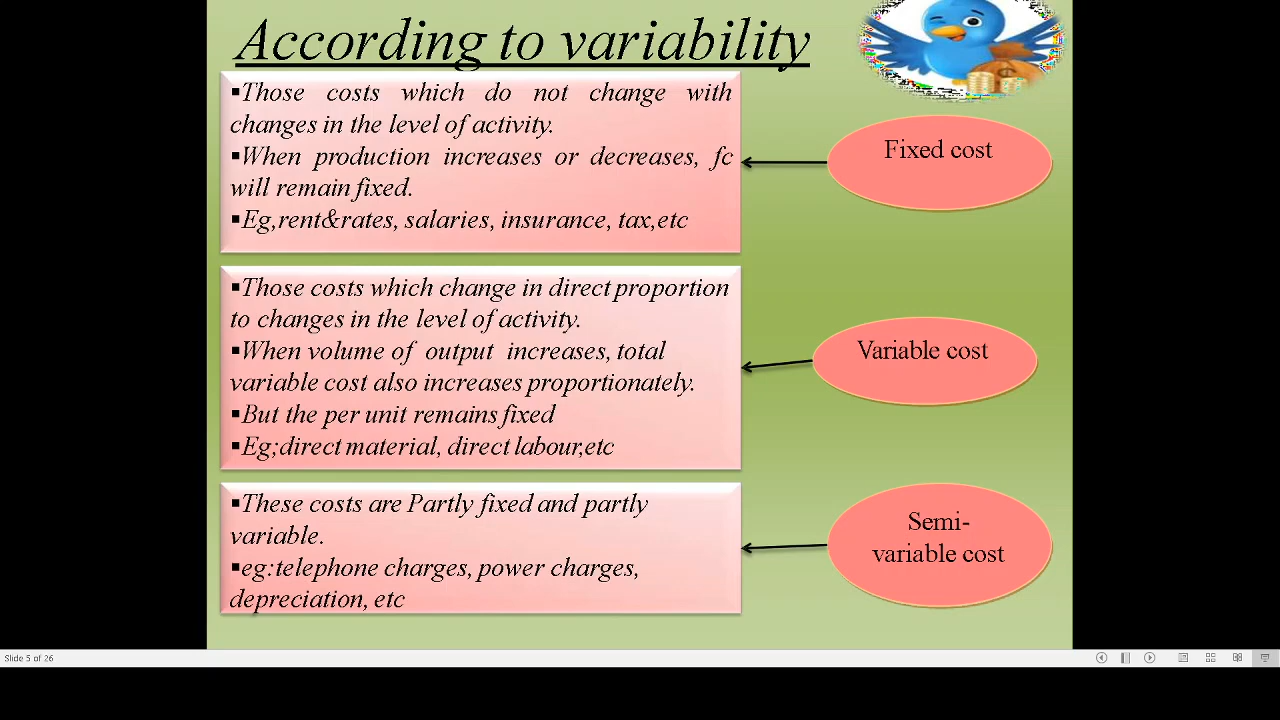 According to variability
▪Those costs which do not change with
changes in the level of activity.
▪When production increases or decreases, fc
will remain fixed.
▪Eg,rent&rates, salaries, insurance, tax,etc
Fixed cost
▪Those costs which change in direct proportion
to changes in the level of activity.
▪When volume of output increases, total
variable cost also increases proportionately.
▪But the per unit remains fixed
▪Eg;direct material, direct labour,etc
Variable cost
▪These costs are Partly fixed and partly
variable.
▪eg:telephone charges, power charges,
depreciation, etc
Semi-
variable cost
Slide 5 of 26